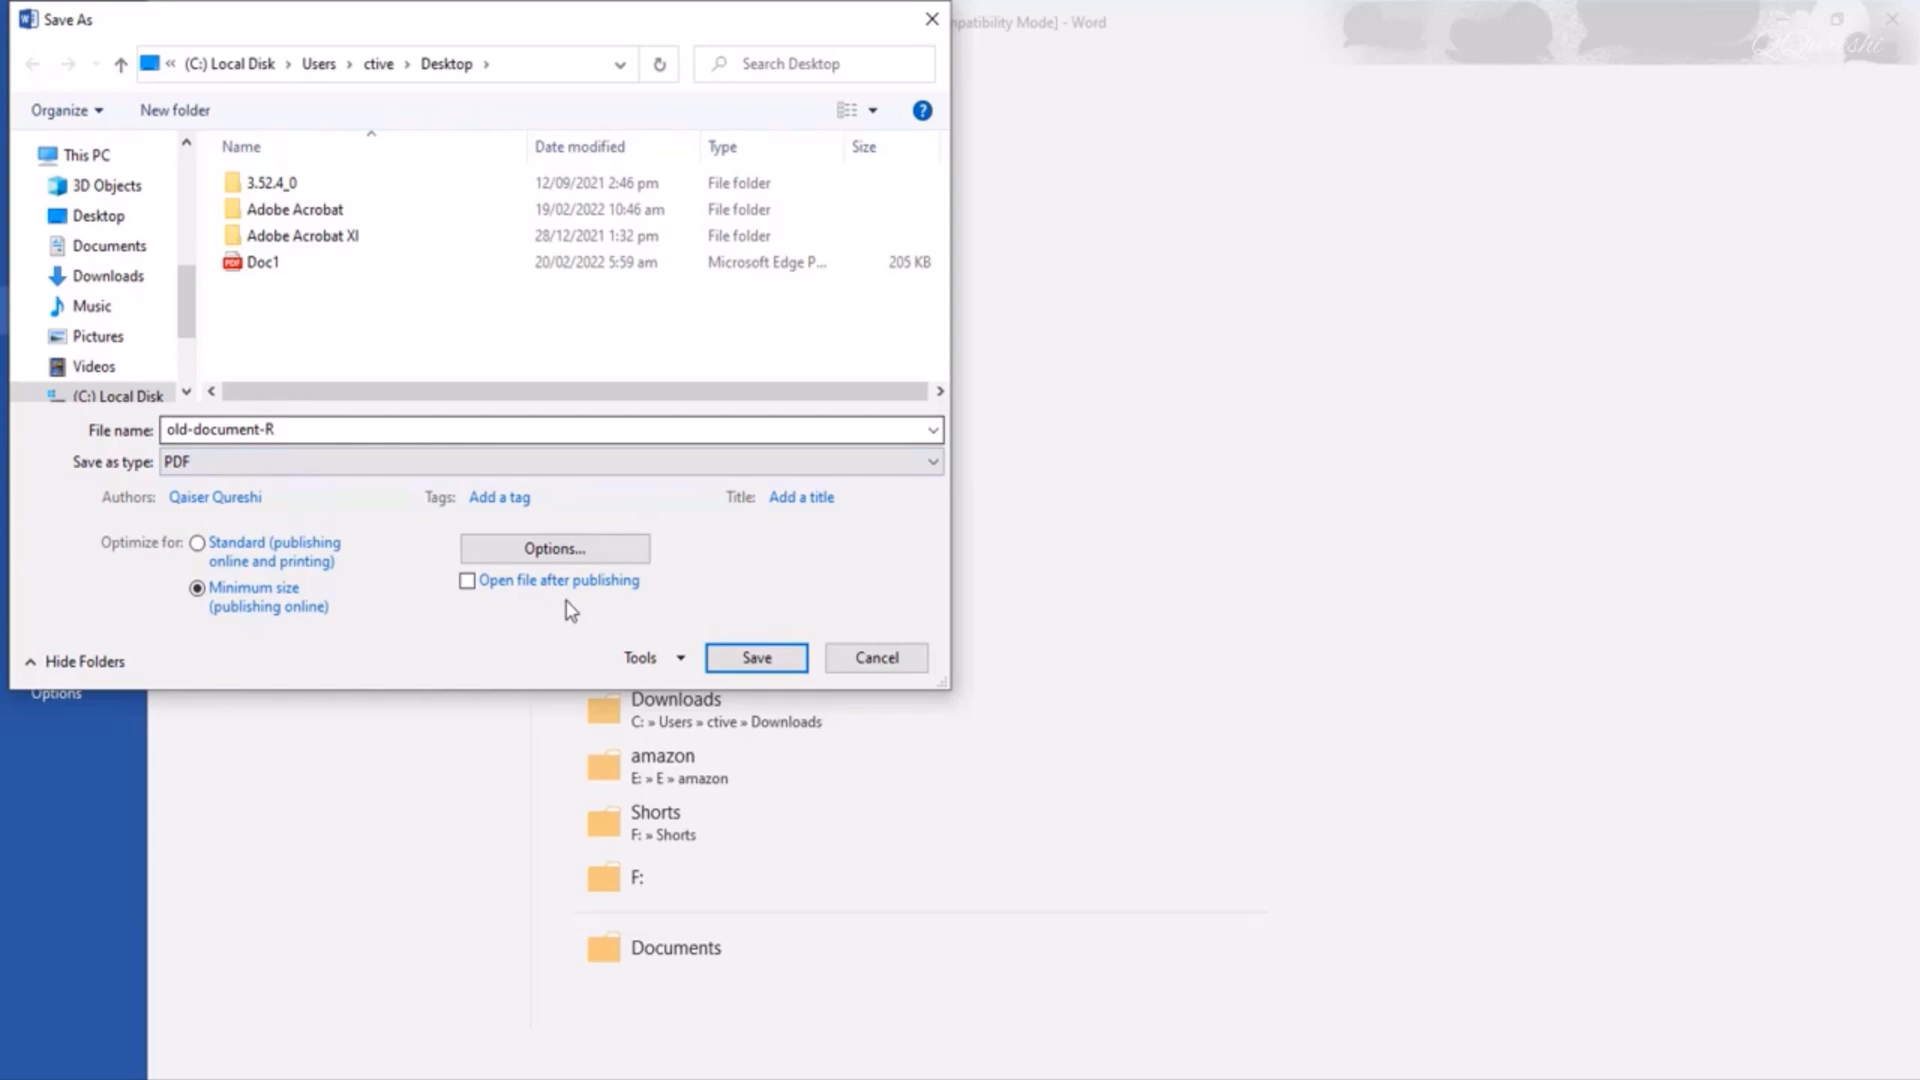 Save As
mpatibility Mode] - Word
QQureshi
« (C:) Local Disk › Users › ctive › Desktop ›
Search Desktop
Organize
New folder
?
Name
Date modified
Type
Size
This PC
3D Objects
Desktop
Documents
Downloads
Music
Pictures
Videos
(C:) Local Disk
3.52.4_0 12/09/2021 2:46 pm File folder
Adobe Acrobat 19/02/2022 10:46 am File folder
Adobe Acrobat XI 28/12/2021 1:32 pm File folder
PDF Doc1 20/02/2022 5:59 am Microsoft Edge P... 205 KB
File name: old-document-R
Save as type: PDF
Authors: Qaiser Qureshi
Tags: Add a tag
Title: Add a title
Optimize for:
Standard (publishing
online and printing)
Minimum size
(publishing online)
Options...
Open file after publishing
Hide Folders
Tools
Save
Cancel
Options
Downloads
C: » Users » ctive » Downloads
amazon
E: » E » amazon
Shorts
F: » Shorts
F:
Documents